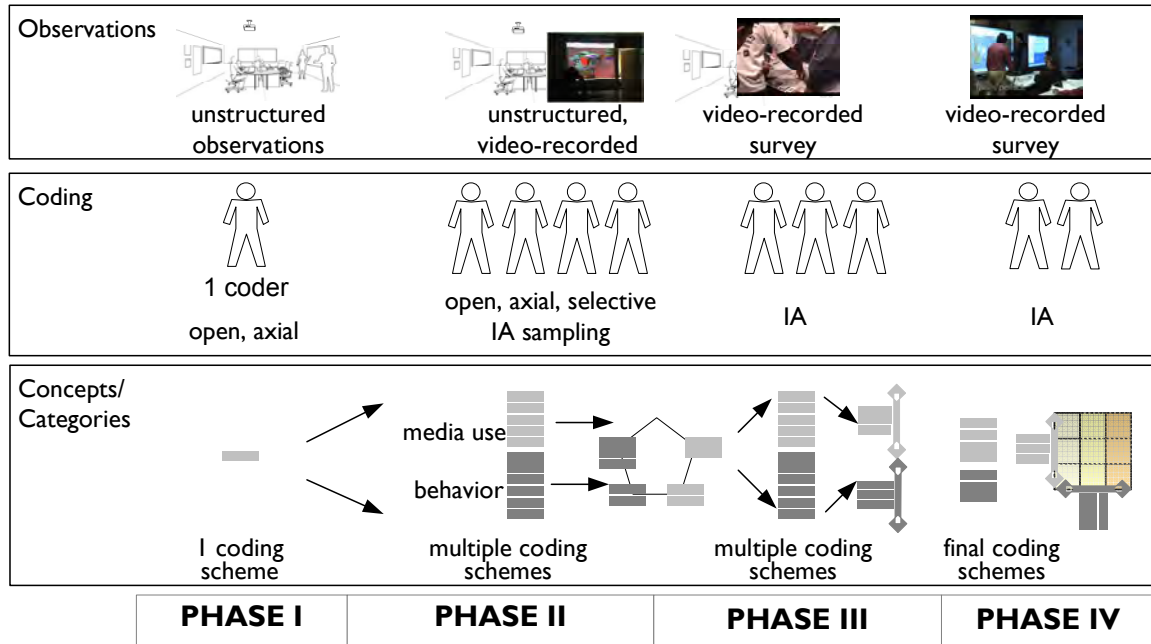 Observations
unstructured
observations
unstructured,
video-recorded
video-recorded
survey
video-recorded
survey
Coding
1 coder
open, axial
open, axial, selective
IA sampling
IA
IA
Concepts/
Categories
media use
behavior
1 coding
scheme
multiple coding
schemes
multiple coding
schemes
final coding
schemes
PHASE I
PHASE II
PHASE III
PHASE IV